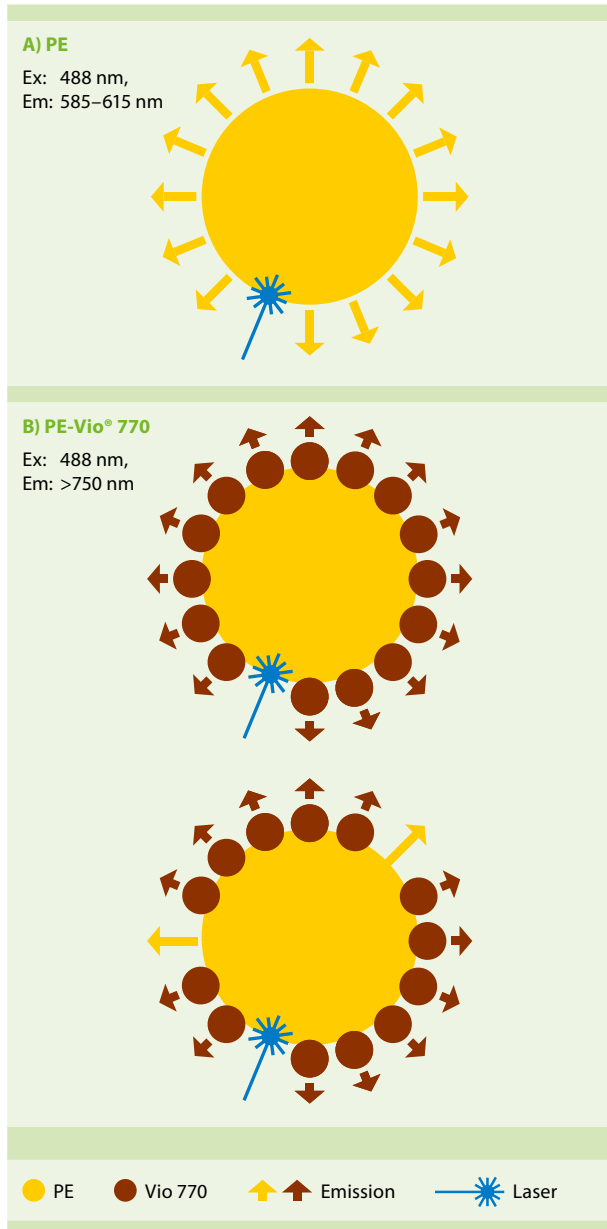 A) PE
Ex: 488 nm,
Em: 585–615 nm
B) PE-Vio® 770
Ex: 488 nm,
Em: >750 nm
PE Vio 770 Emission Laser